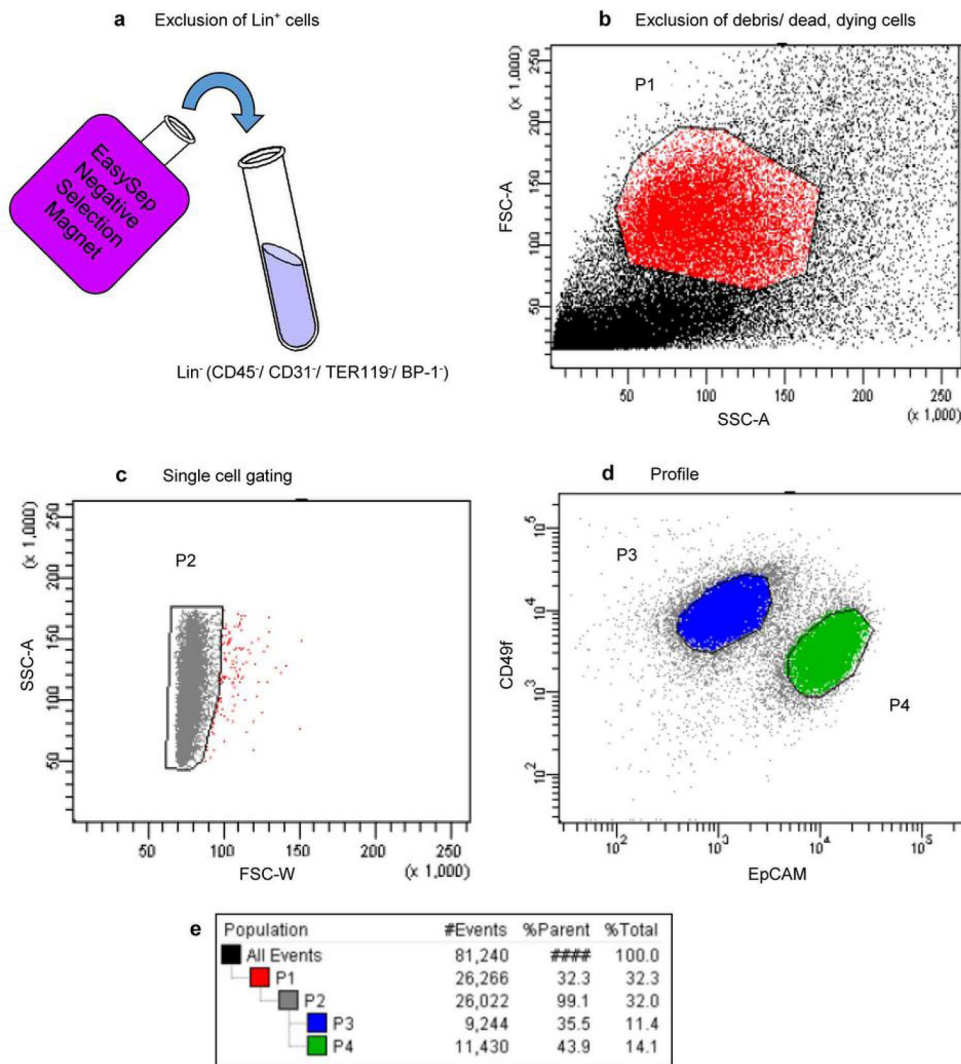 a Exclusion of Lin⁺ cells
EasySep
Negative
Selection
Magnet
Lin⁻ (CD45⁻/ CD31⁻/ TER119⁻/ BP-1⁻)
b Exclusion of debris/ dead, dying cells
P1
(x 1,000)
250
200
150
100
50
FSC-A
50 100 150 200 250
(x 1,000)
SSC-A
c Single cell gating
P2
(x 1,000)
250
200
150
100
50
SSC-A
50 100 150 200 250
FSC-W (x 1,000)
d Profile
P3
P4
10⁵
10⁴
10³
10²
CD49f
10² 10³ 10⁴ 10⁵
EpCAM
e Population #Events %Parent %Total
All Events 81,240 #### 100.0
P1 26,266 32.3 32.3
P2 26,022 99.1 32.0
P3 9,244 35.5 11.4
P4 11,430 43.9 14.1